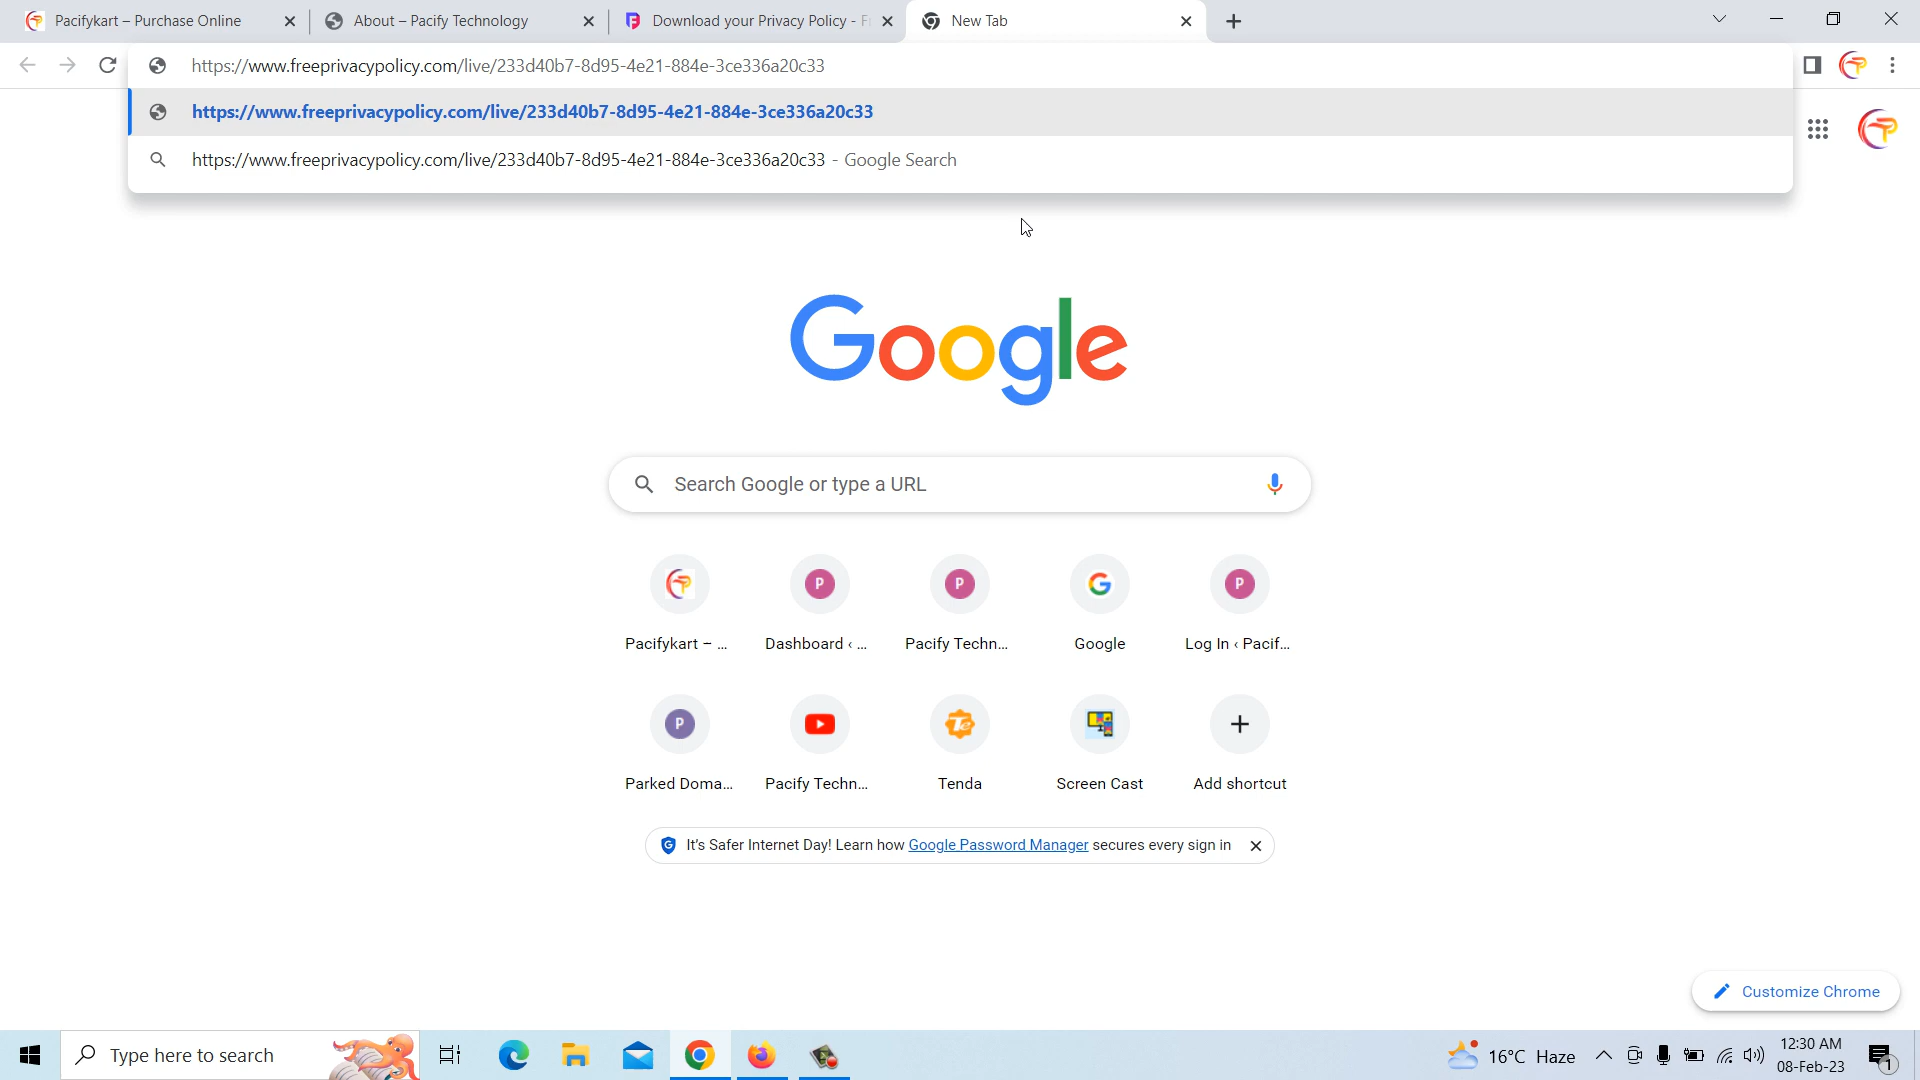 Pacifykart – Purchase Online
About – Pacify Technology
Download your Privacy Policy - F
New Tab
https://www.freeprivacypolicy.com/live/233d40b7-8d95-4e21-884e-3ce336a20c33
https://www.freeprivacypolicy.com/live/233d40b7-8d95-4e21-884e-3ce336a20c33
https://www.freeprivacypolicy.com/live/233d40b7-8d95-4e21-884e-3ce336a20c33 - Google Search
Google
Search Google or type a URL
P P G P
Pacifykart – ... Dashboard ‹ ... Pacify Techn... Google Log In ‹ Pacif...
P Te
Parked Doma... Pacify Techn... Tenda Screen Cast Add shortcut
It's Safer Internet Day! Learn how Google Password Manager secures every sign in
Customize Chrome
Type here to search
16°C Haze
12:30 AM
08-Feb-23
1